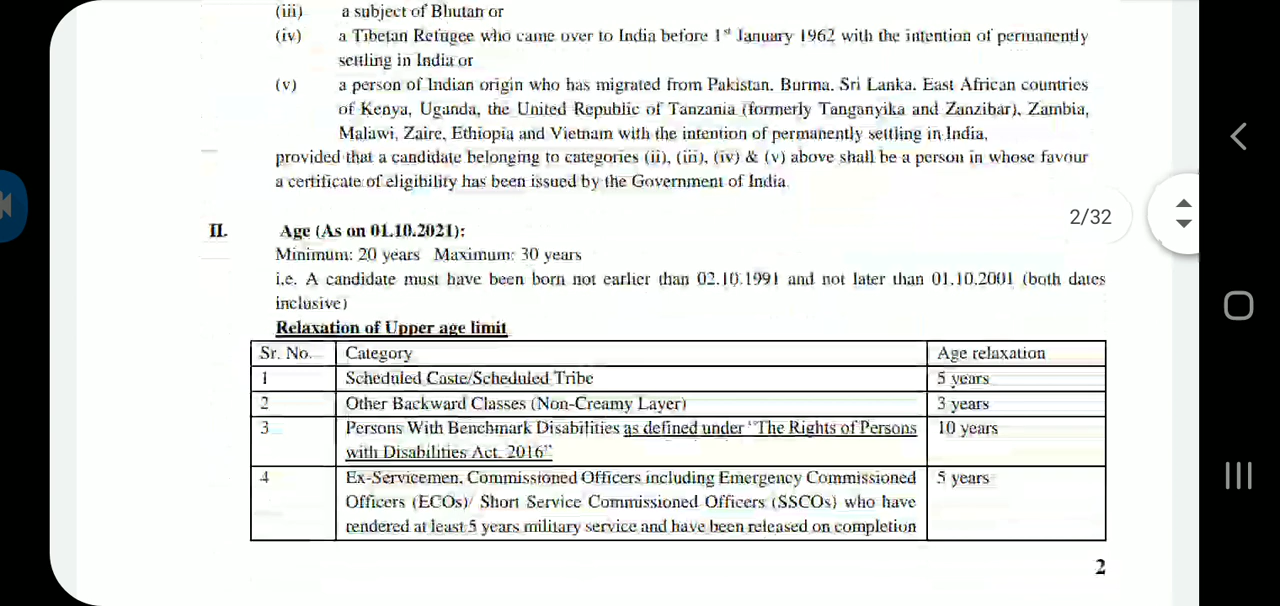 (iii) a subject of Bhutan or
(iv) a Tibetan Refugee who came over to India before 1st January 1962 with the intention of permanently
settling in India or
(v) a person of Indian origin who has migrated from Pakistan, Burma, Sri Lanka, East African countries
of Kenya, Uganda, the United Republic of Tanzania (formerly Tanganyika and Zanzibar), Zambia,
Malawi, Zaire, Ethiopia and Vietnam with the intention of permanently settling in India,
provided that a candidate belonging to categories (ii), (iii), (iv) & (v) above shall be a person in whose favour
a certificate of eligibility has been issued by the Government of India.
2/32
II. Age (As on 01.10.2021):
Minimum: 20 years Maximum: 30 years
i.e. A candidate must have been born not earlier than 02.10.1991 and not later than 01.10.2001 (both dates
inclusive)
Relaxation of Upper age limit
Sr. No. Category Age relaxation
1 Scheduled Caste/Scheduled Tribe 5 years
2 Other Backward Classes (Non-Creamy Layer) 3 years
3 Persons With Benchmark Disabilities as defined under "The Rights of Persons 10 years
with Disabilities Act, 2016"
4 Ex-Servicemen, Commissioned Officers including Emergency Commissioned 5 years
Officers (ECOs)/ Short Service Commissioned Officers (SSCOs) who have
rendered at least 5 years military service and have been released on completion
2